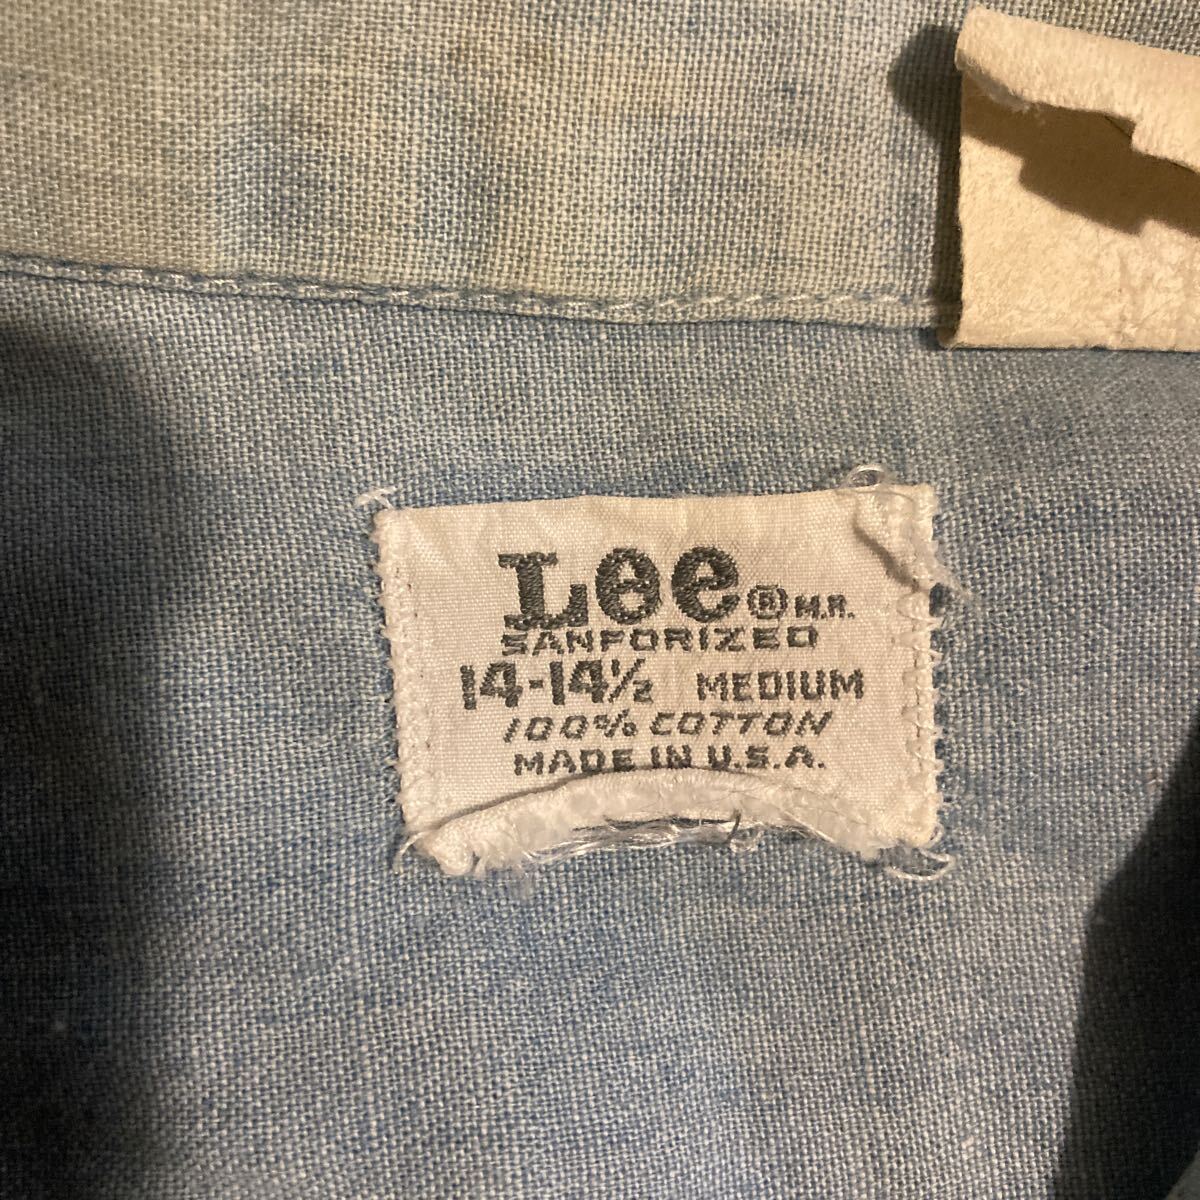 Lee ® M.R.
SANFORIZED
14-14½ MEDIUM
100% COTTON
MADE IN U.S.A.